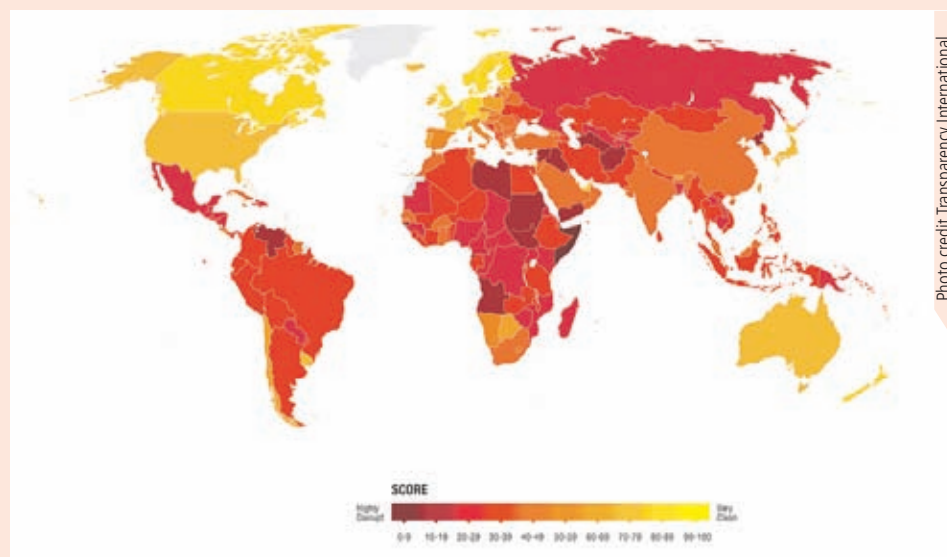 Photo credit Transparency International
SCORE
Highly
Corrupt
Very
Clean
0-9 10-19 20-29 30-39 40-49 50-59 60-69 70-79 80-89 90-100